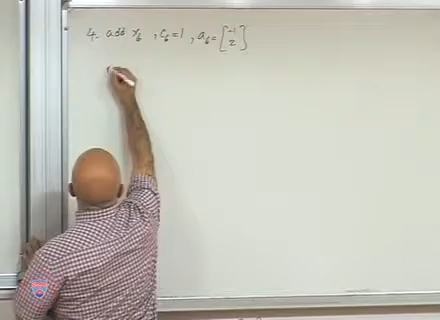 4. add x₆ , c₆=1 , a₆= [-1 2]